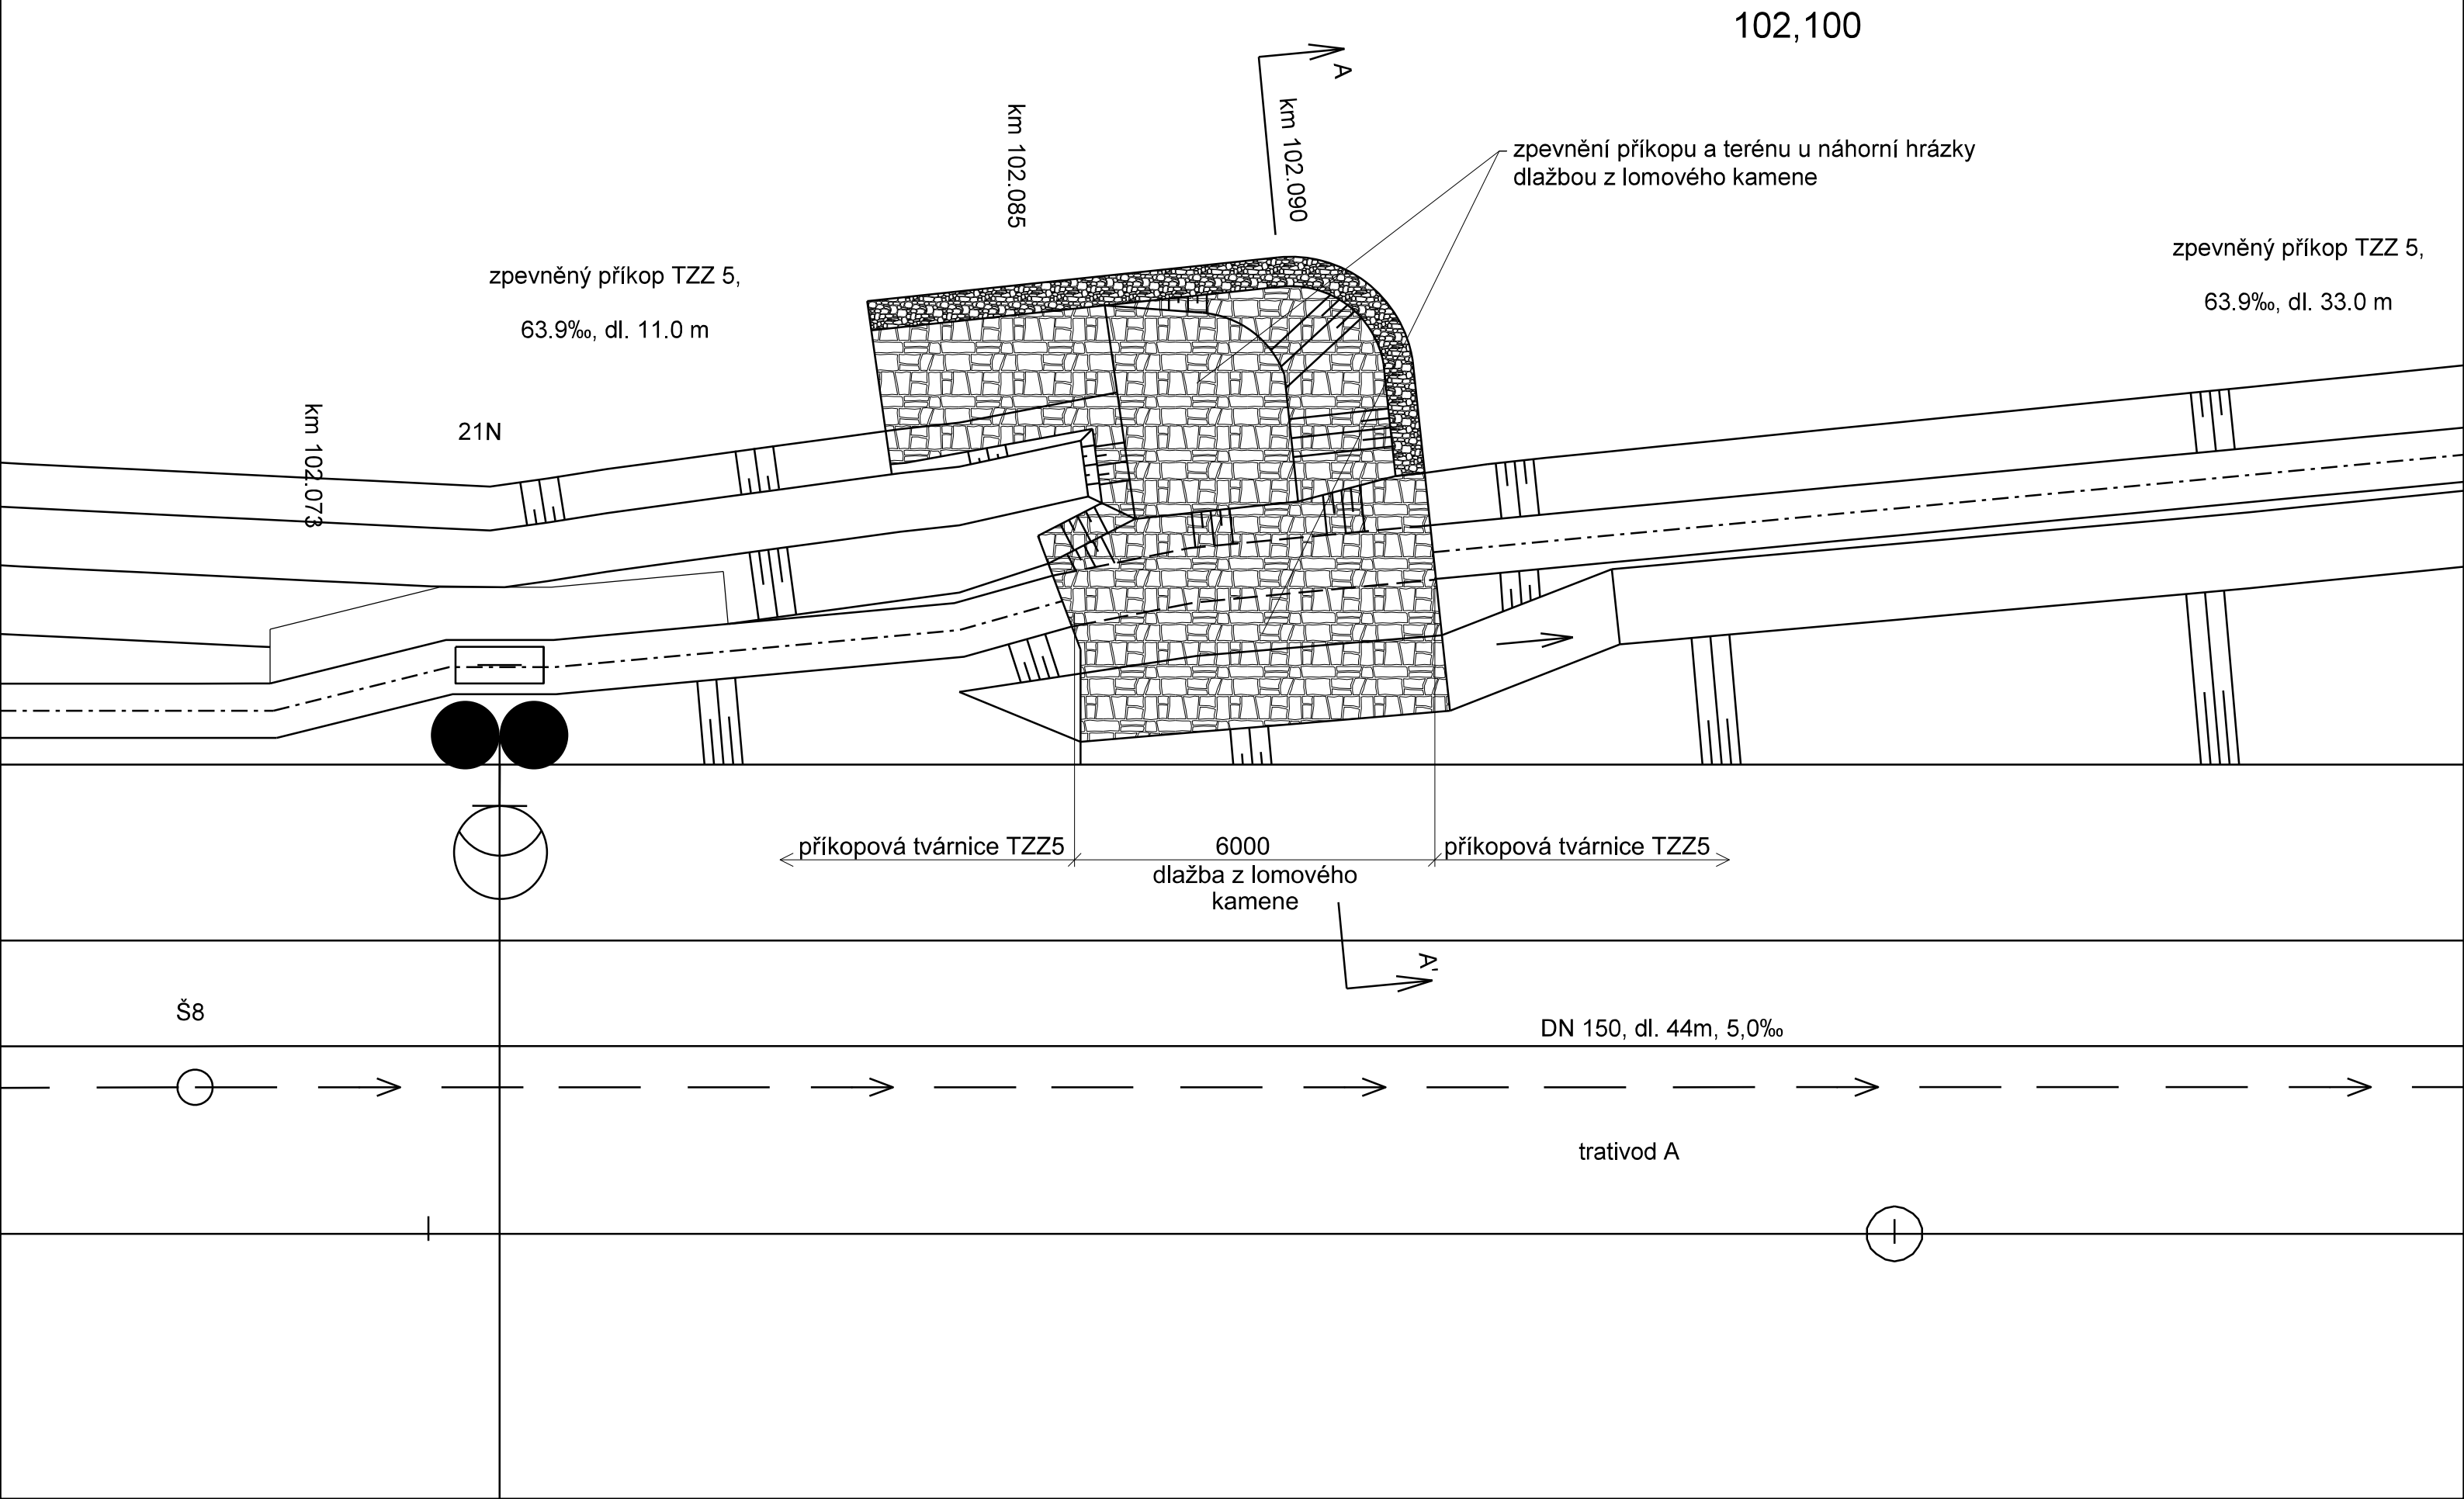 102,100
A
km 102.085
km 102.090
zpevnění příkopu a terénu u náhorní hrázky
dlažbou z lomového kamene
zpevněný příkop TZZ 5,
63.9‰, dl. 11.0 m
zpevněný příkop TZZ 5,
63.9‰, dl. 33.0 m
km 102.073
21N
příkopová tvárnice TZZ5
6000
příkopová tvárnice TZZ5
dlažba z lomového
kamene
A'
Š8
DN 150, dl. 44m, 5,0‰
trativod A